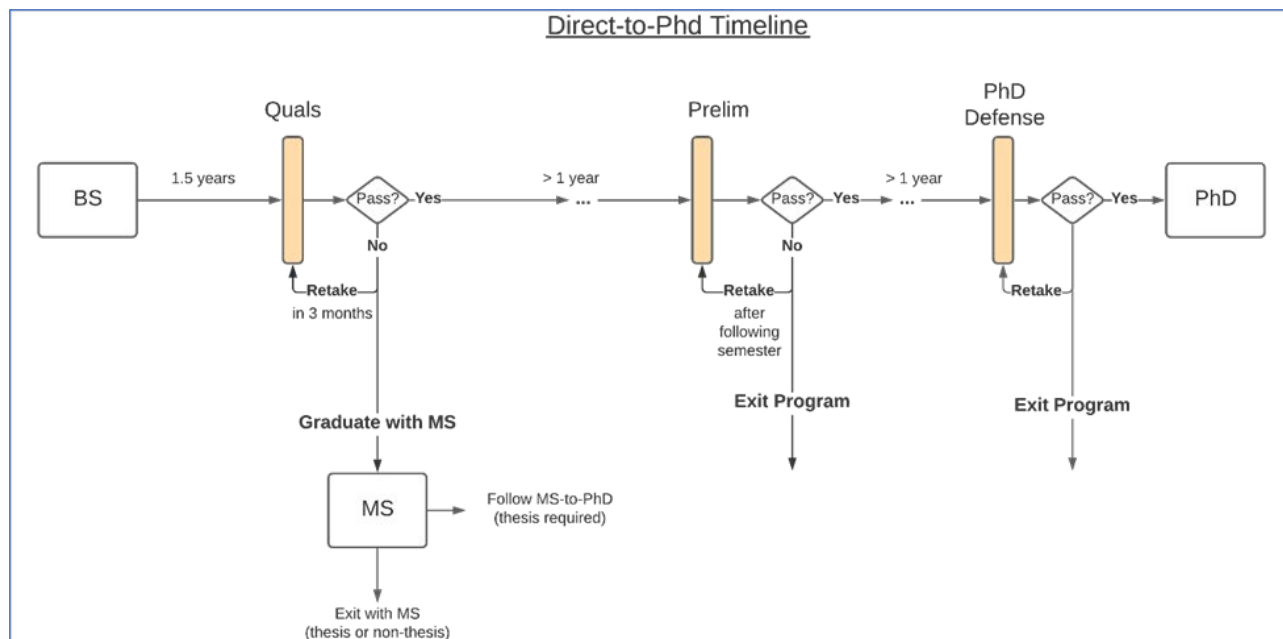 Direct-to-Phd Timeline
Quals
Prelim
PhD
Defense
BS
1.5 years
Pass?
Yes
> 1 year
...
Pass?
Yes
> 1 year
...
Pass?
Yes
PhD
No
No
Retake
in 3 months
Retake
after
following
semester
Retake
Exit Program
Exit Program
Graduate with MS
MS
Follow MS-to-PhD
(thesis required)
Exit with MS
(thesis or non-thesis)